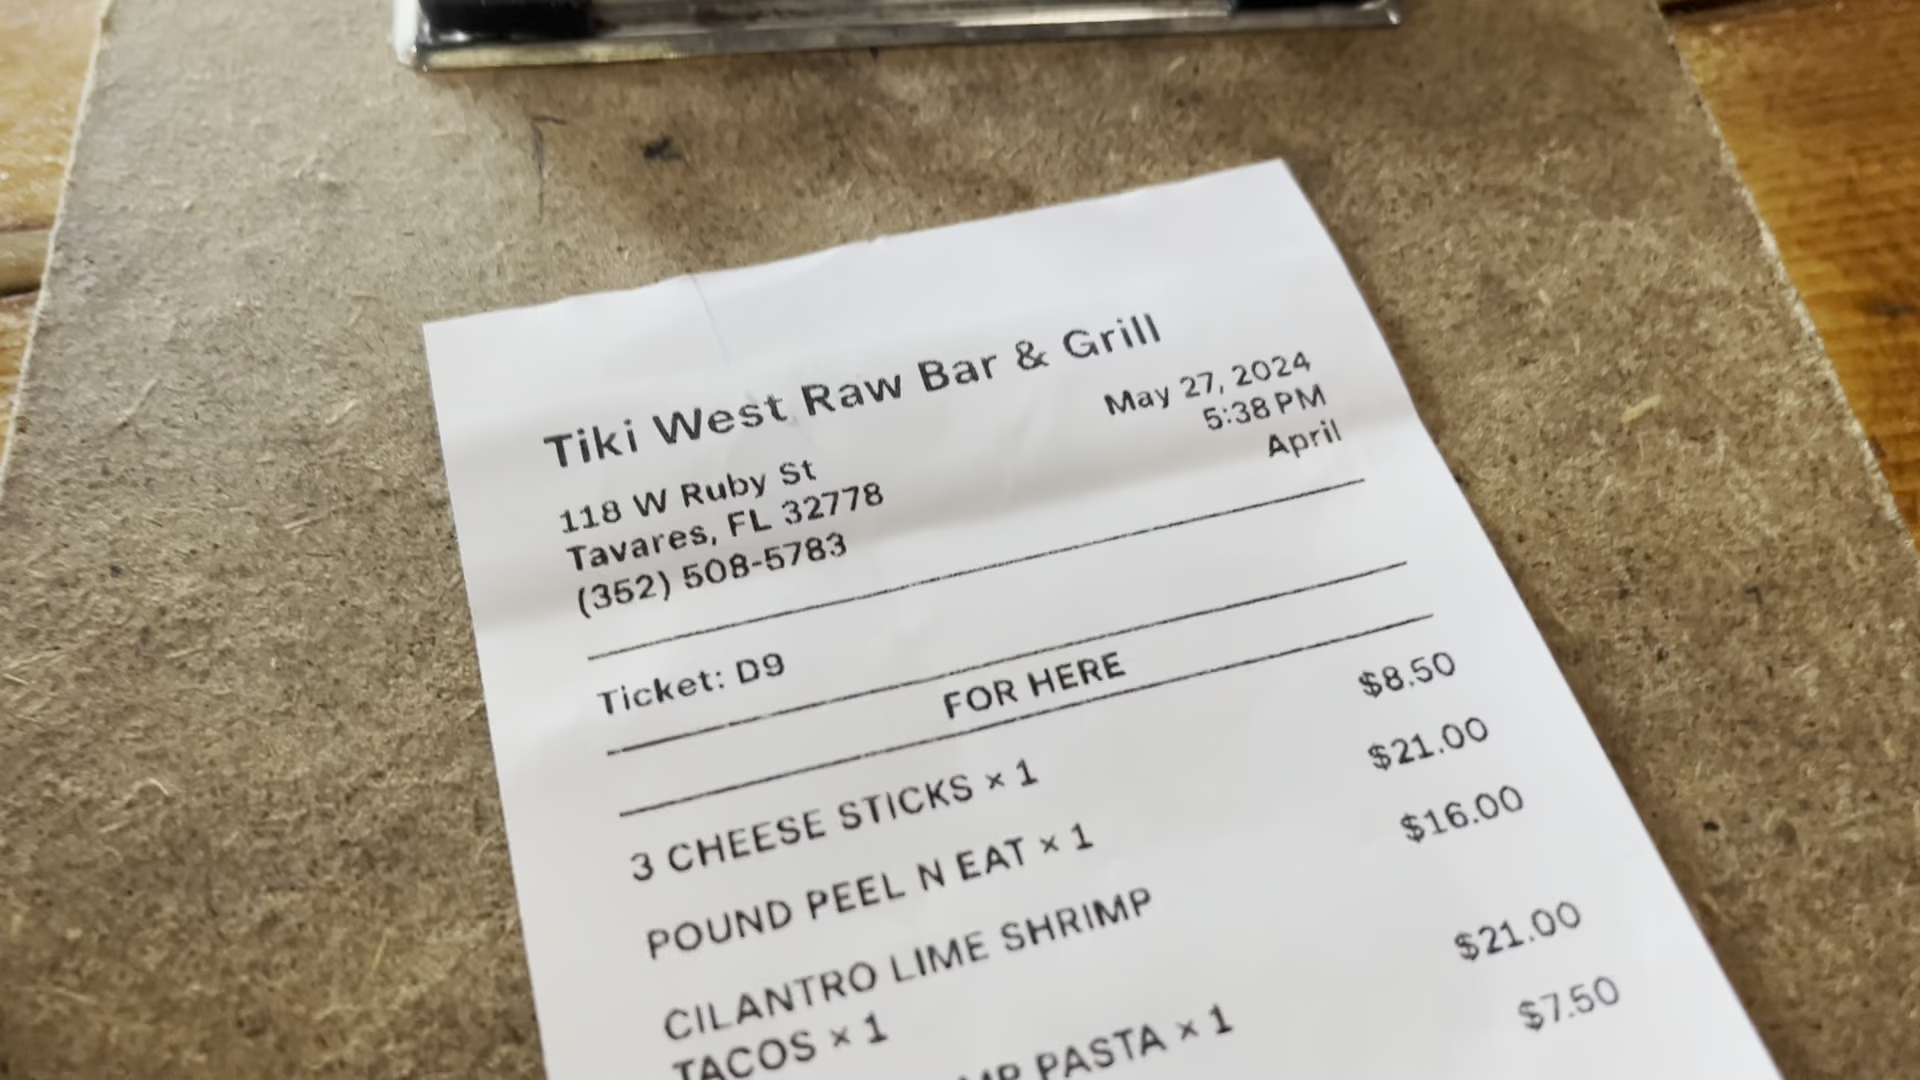 Tiki West Raw Bar & Grill
118 W Ruby St
Tavares, FL 32778
(352) 508-5783
May 27, 2024
5:38 PM
April
Ticket: D9
FOR HERE
3 CHEESE STICKS × 1 $8.50
POUND PEEL N EAT × 1 $21.00
CILANTRO LIME SHRIMP $16.00
TACOS × 1
PASTA × 1 $21.00
$7.50